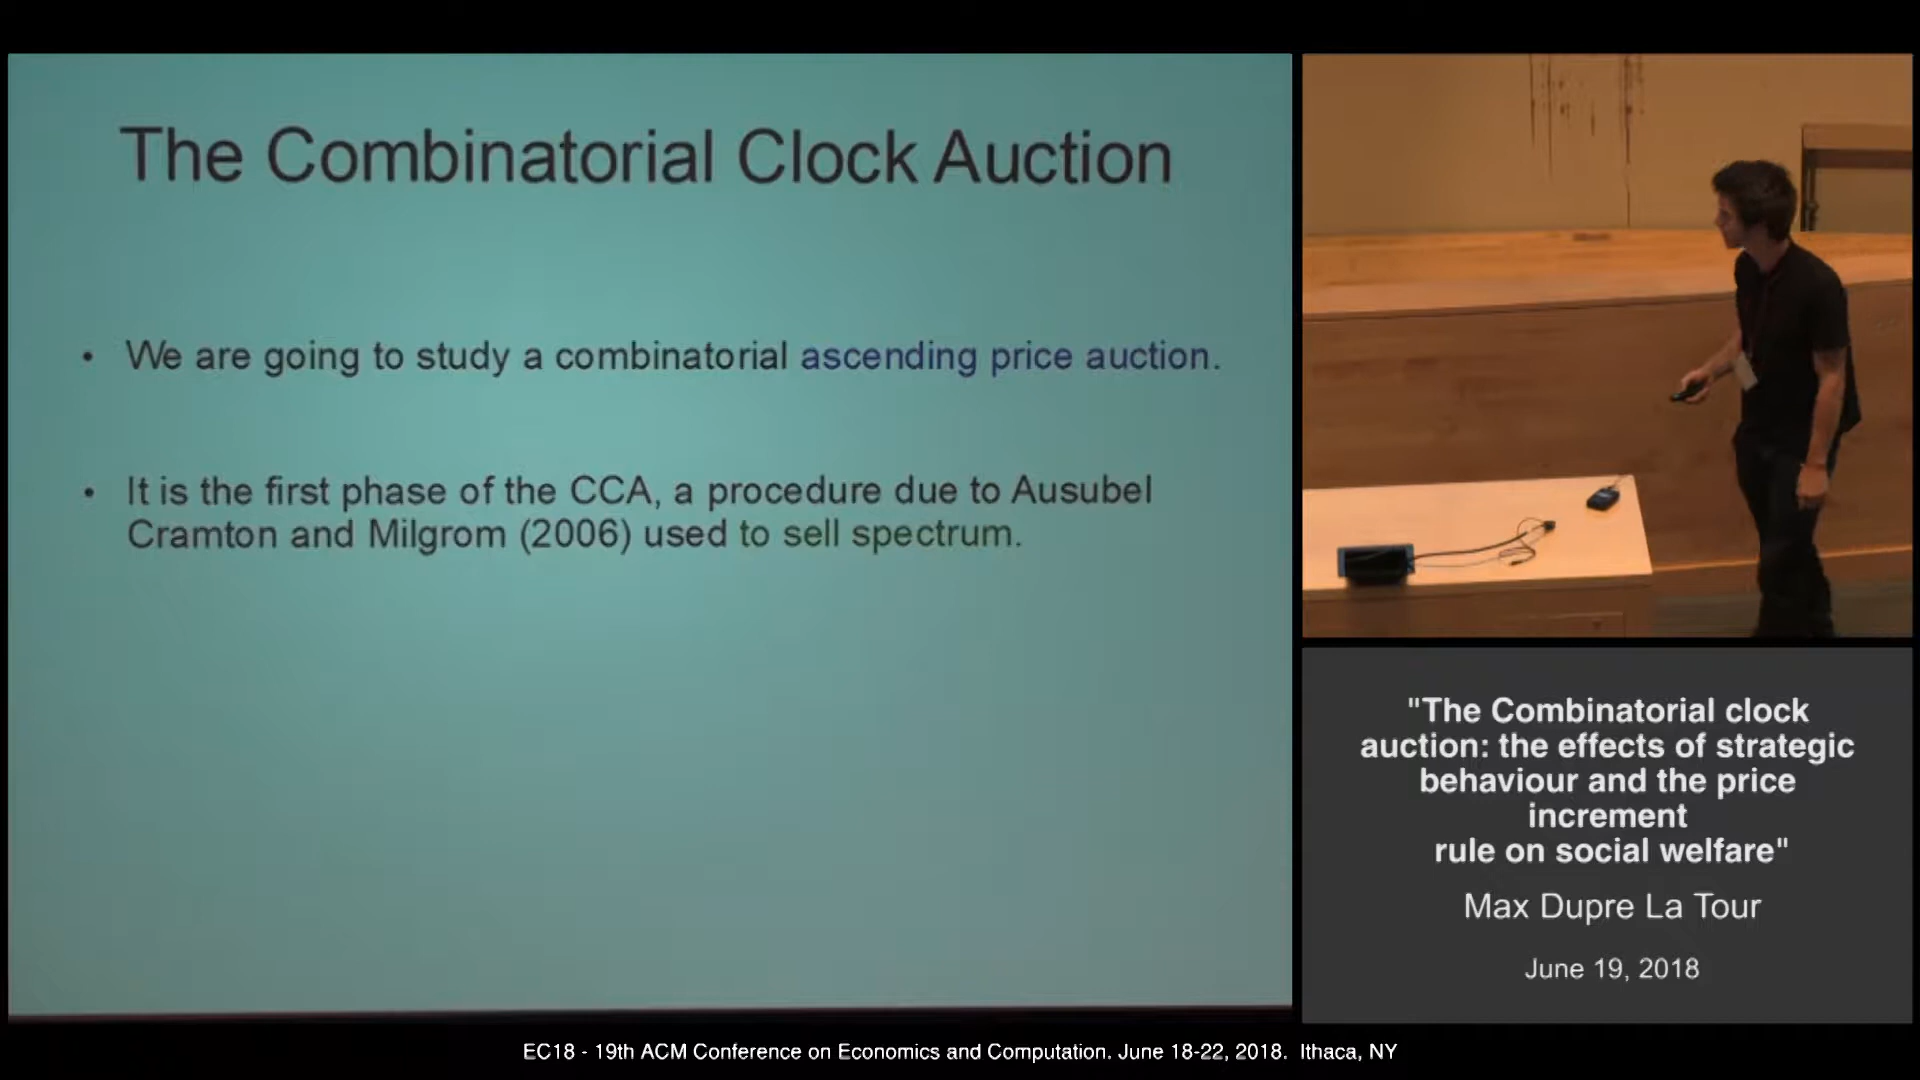 The Combinatorial Clock Auction
• We are going to study a combinatorial ascending price auction.
• It is the first phase of the CCA, a procedure due to Ausubel
Cramton and Milgrom (2006) used to sell spectrum.
"The Combinatorial clock
auction: the effects of strategic
behaviour and the price
increment
rule on social welfare"
Max Dupre La Tour
June 19, 2018
EC18 - 19th ACM Conference on Economics and Computation. June 18-22, 2018. Ithaca, NY